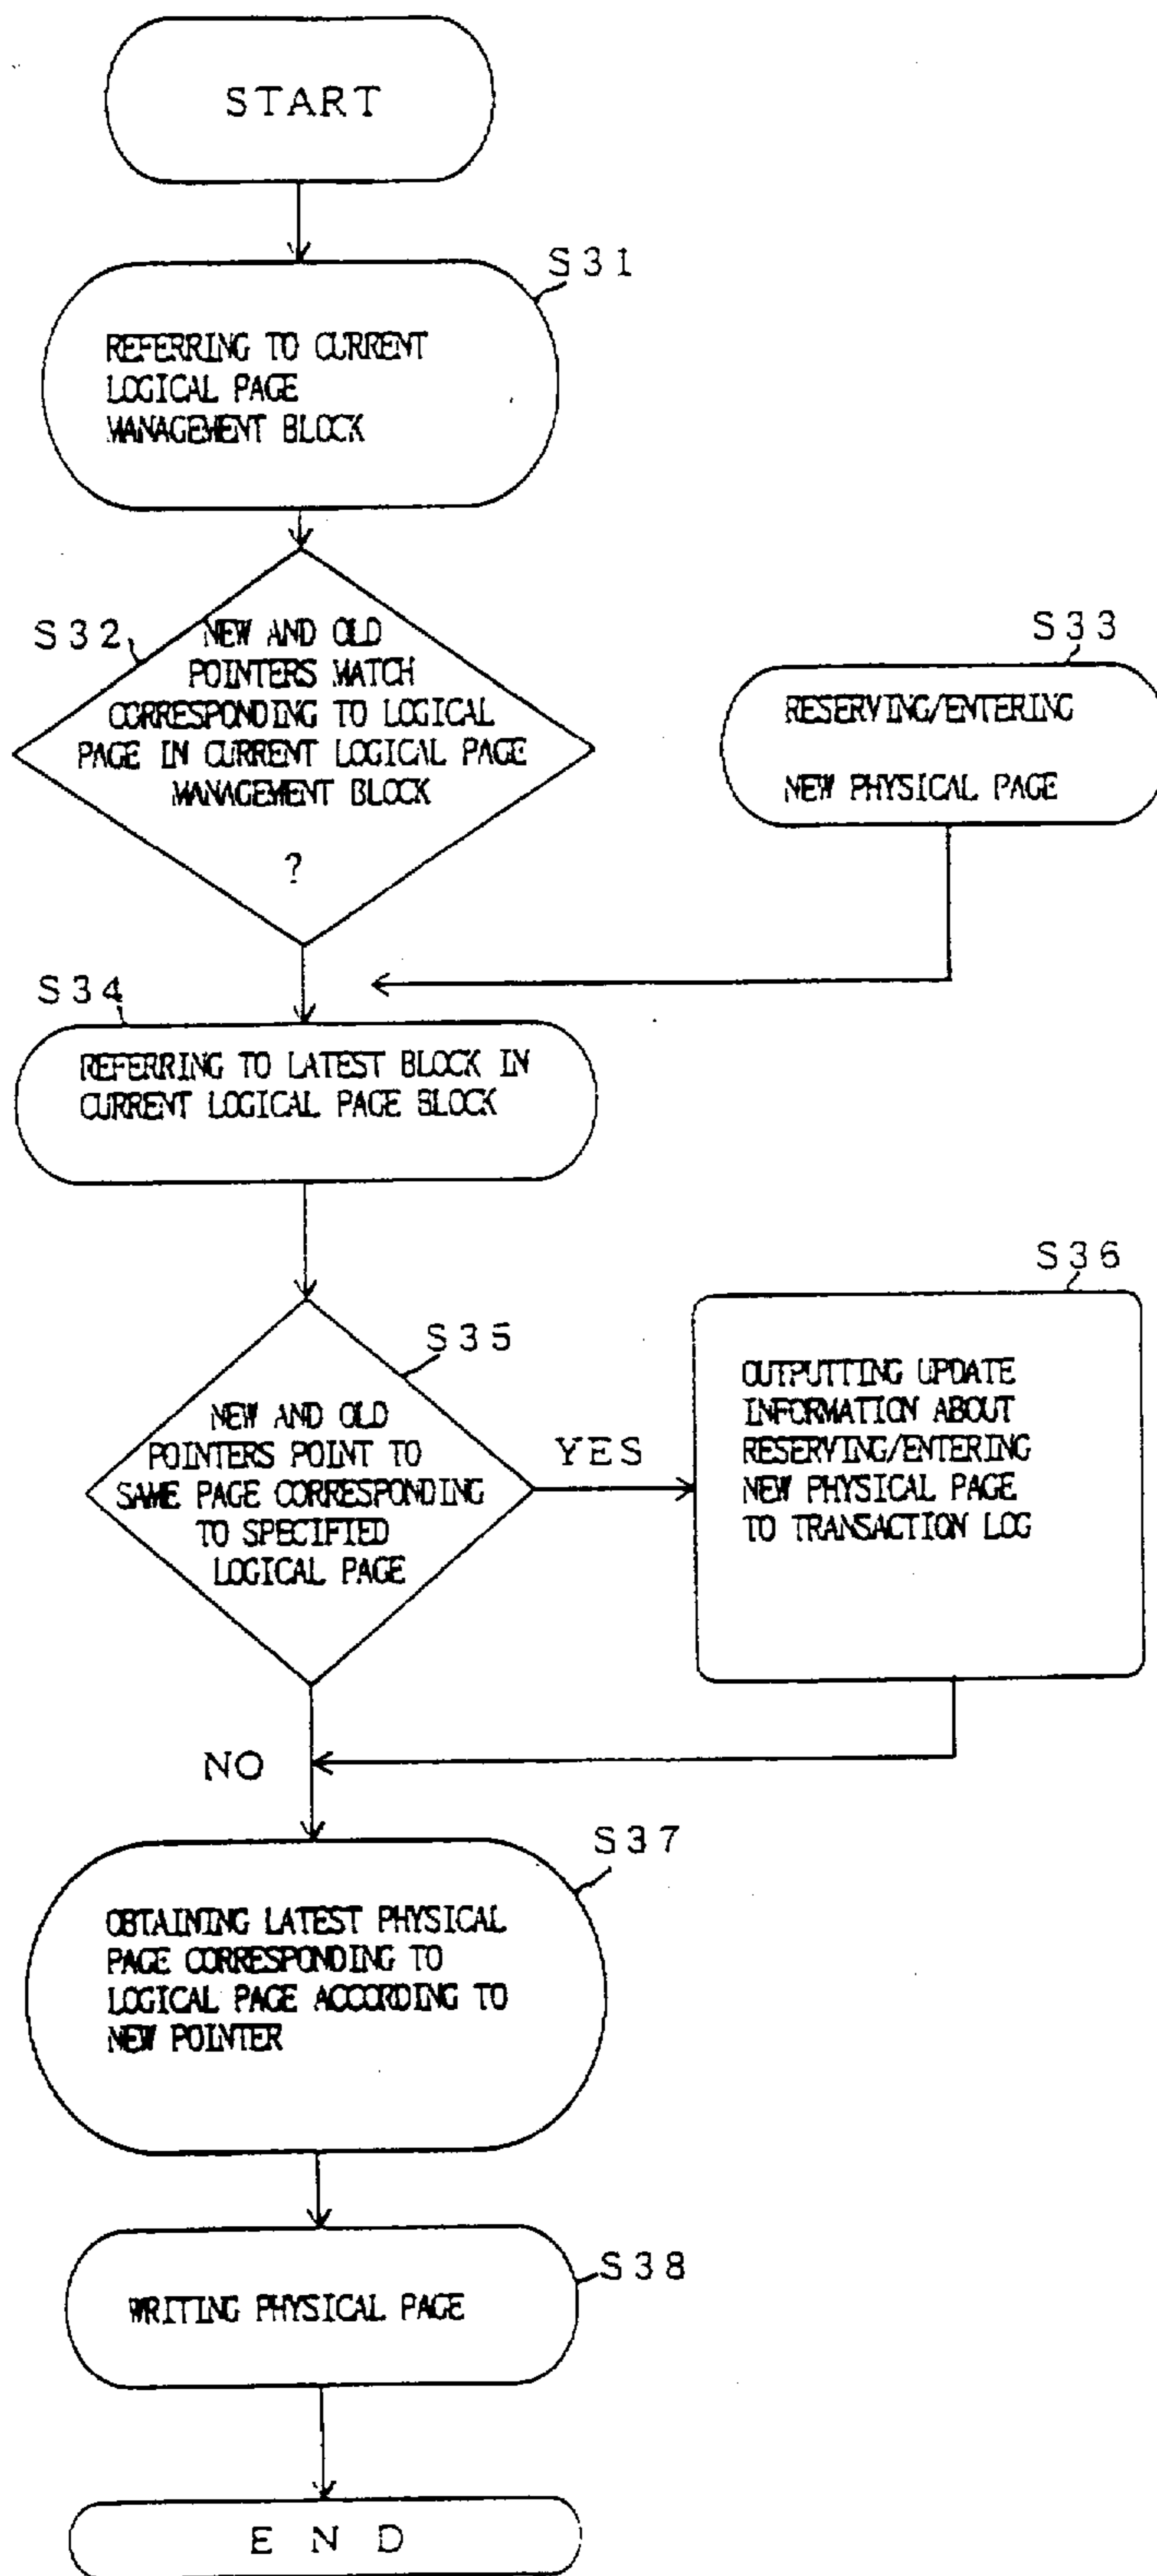 START
S31
REFERRING TO CURRENT
LOGICAL PAGE
MANAGEMENT BLOCK
S32
NEW AND OLD
POINTERS MATCH
CORRESPONDING TO LOGICAL
PAGE IN CURRENT LOGICAL PAGE
MANAGEMENT BLOCK
?
S33
RESERVING/ENTERING
NEW PHYSICAL PAGE
S34
REFERRING TO LATEST BLOCK IN
CURRENT LOGICAL PAGE BLOCK
S35
NEW AND OLD
POINTERS POINT TO
SAME PAGE CORRESPONDING
TO SPECIFIED
LOGICAL PAGE
YES
S36
OUTPUTTING UPDATE
INFORMATION ABOUT
RESERVING/ENTERING
NEW PHYSICAL PAGE
TO TRANSACTION LOG
NO
S37
OBTAINING LATEST PHYSICAL
PAGE CORRESPONDING TO
LOGICAL PAGE ACCORDING TO
NEW POINTER
S38
WRITING PHYSICAL PAGE
END